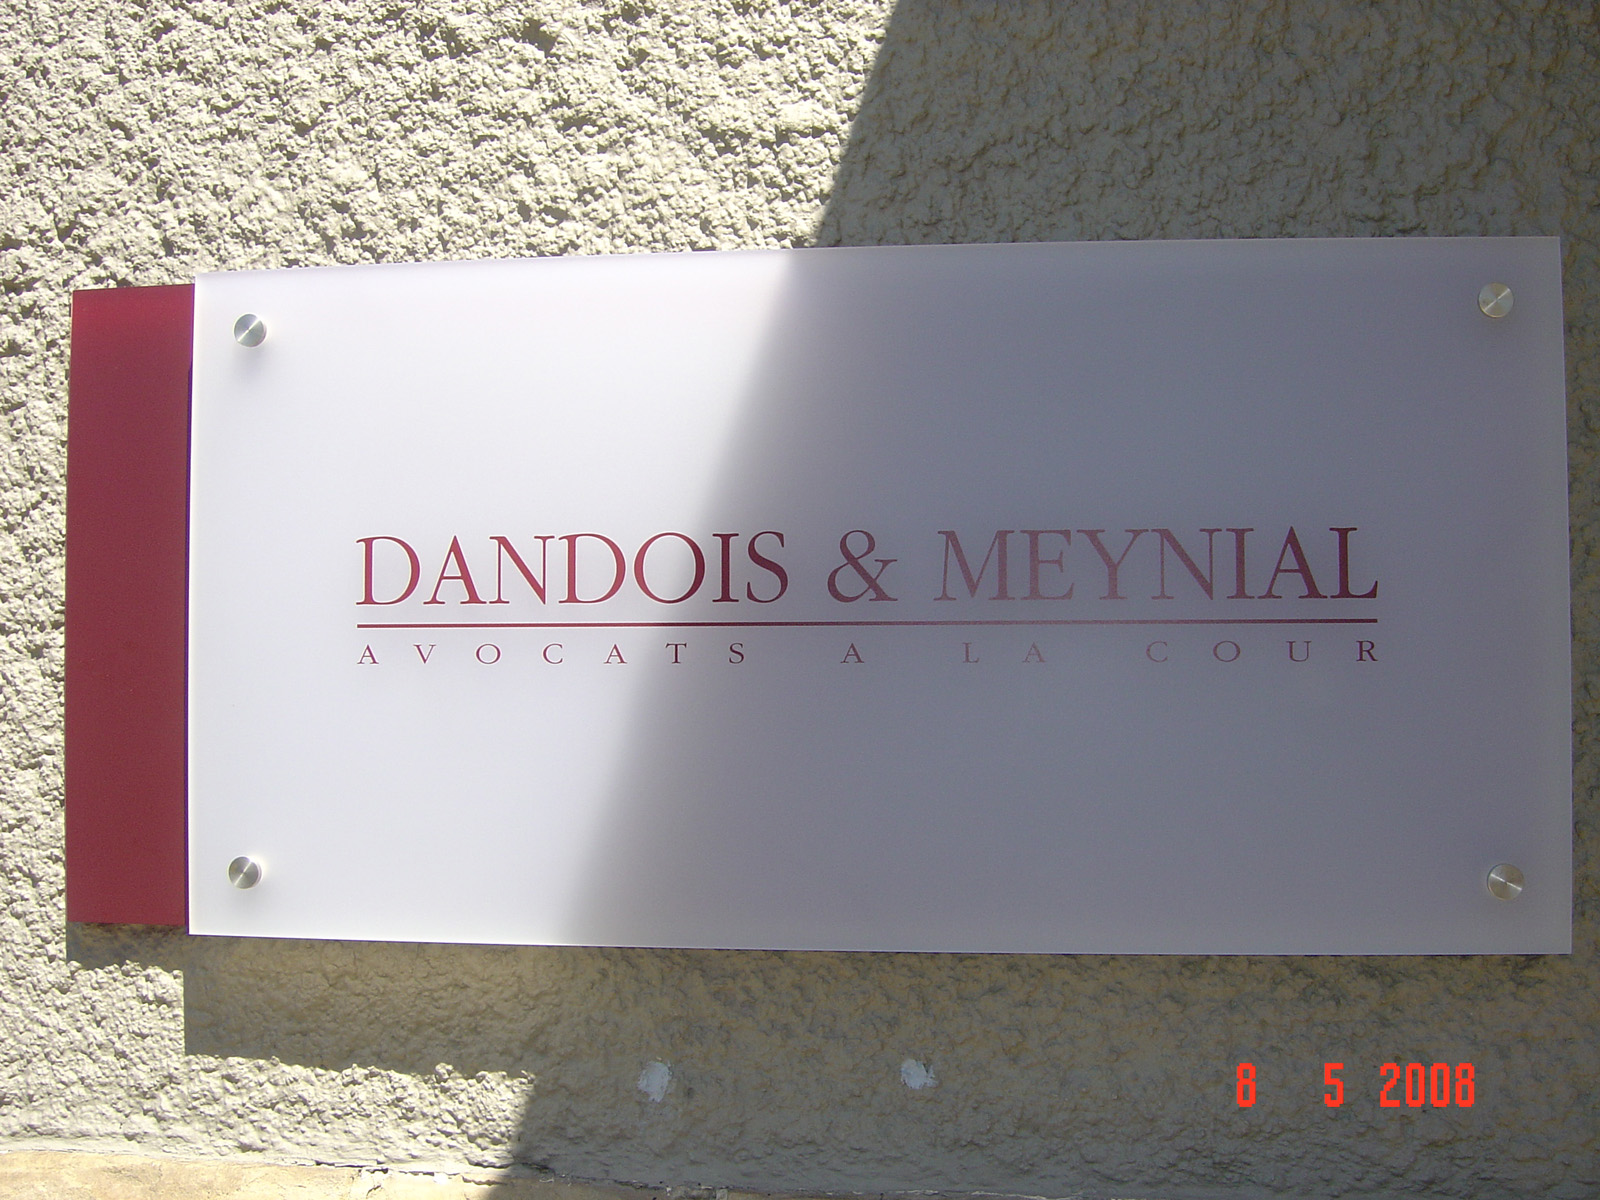 DANDOIS & MEYNIAL
AVOCATS A LA COUR
8 5 2008